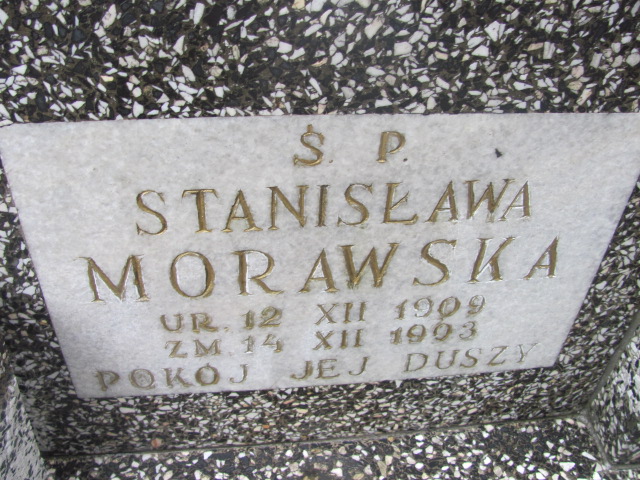 Ś. P.
STANISŁAWA
MORAWSKA
UR. 12 XII 1909
ZM. 14 XII 1993
POKÓJ JEJ DUSZY